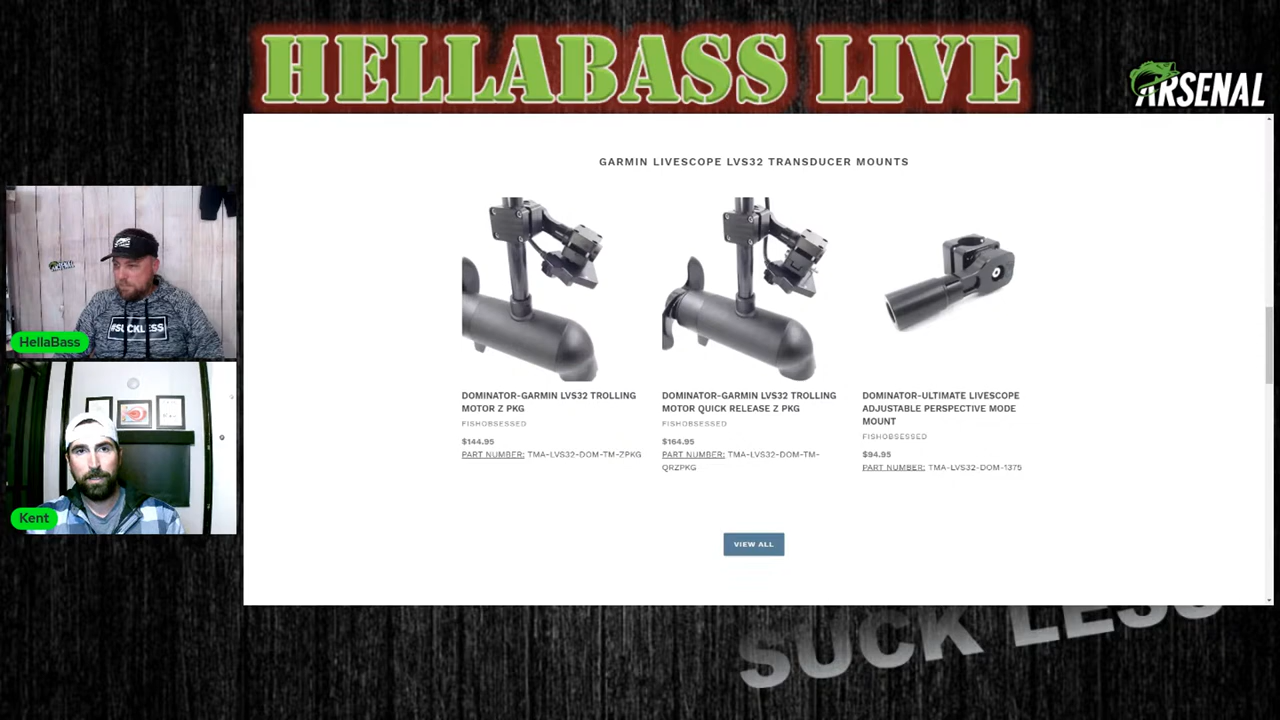 HELLABASS LIVE
ARSENAL
GARMIN LIVESCOPE LVS32 TRANSDUCER MOUNTS
DOMINATOR-GARMIN LVS32 TROLLING
MOTOR Z PKG
FISHOBSESSED
$144.95
PART NUMBER: TMA-LVS32-DOM-TM-ZPKG
DOMINATOR-GARMIN LVS32 TROLLING
MOTOR QUICK RELEASE Z PKG
FISHOBSESSED
$164.95
PART NUMBER: TMA-LVS32-DOM-TM-
QRZPKG
DOMINATOR-ULTIMATE LIVESCOPE
ADJUSTABLE PERSPECTIVE MODE
MOUNT
FISHOBSESSED
$94.95
PART NUMBER: TMA-LVS32-DOM-1375
VIEW ALL
ARSENAL
#SUCKLESS
HellaBass
Kent
SUCK LESS